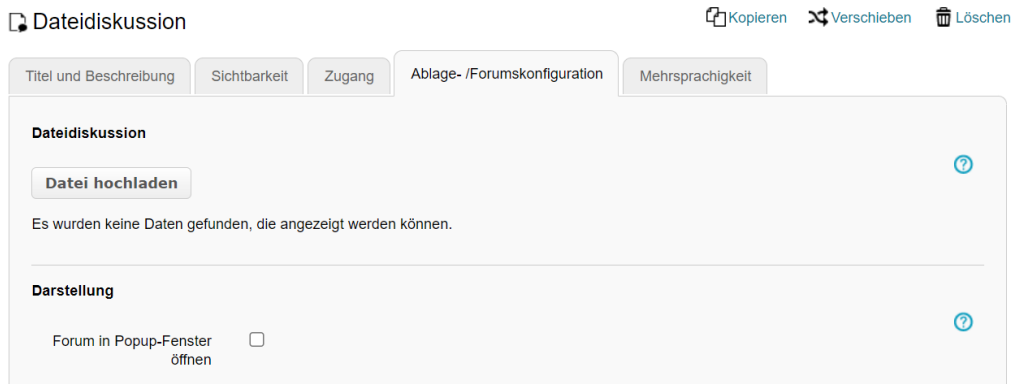 Dateidiskussion
Kopieren Verschieben Löschen
Titel und Beschreibung Sichtbarkeit Zugang Ablage- /Forumskonfiguration Mehrsprachigkeit
Dateidiskussion
?
Datei hochladen
Es wurden keine Daten gefunden, die angezeigt werden können.
Darstellung
?
Forum in Popup-Fenster
öffnen